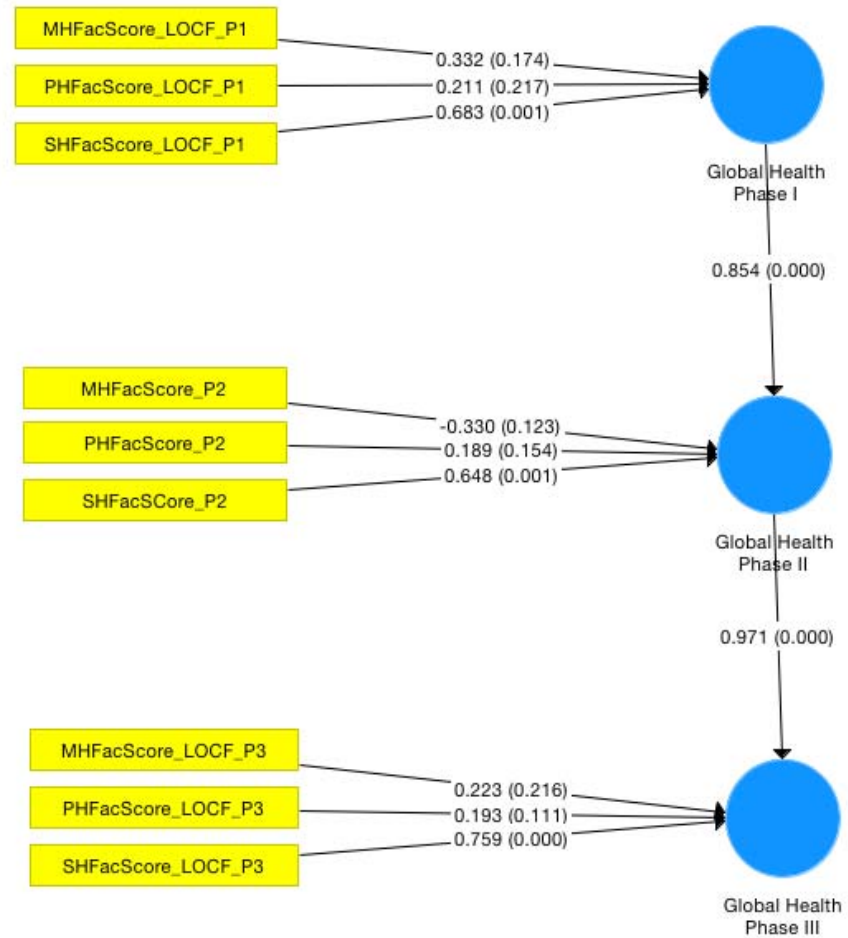 MHFacScore_LOCF_P1
0.332 (0.174)
PHFacScore_LOCF_P1
0.211 (0.217)
SHFacScore_LOCF_P1
0.683 (0.001)
Global Health
Phase I
0.854 (0.000)
MHFacScore_P2
-0.330 (0.123)
PHFacScore_P2
0.189 (0.154)
SHFacSCore_P2
0.648 (0.001)
Global Health
Phase II
0.971 (0.000)
MHFacScore_LOCF_P3
0.223 (0.216)
PHFacScore_LOCF_P3
0.193 (0.111)
SHFacScore_LOCF_P3
0.759 (0.000)
Global Health
Phase III